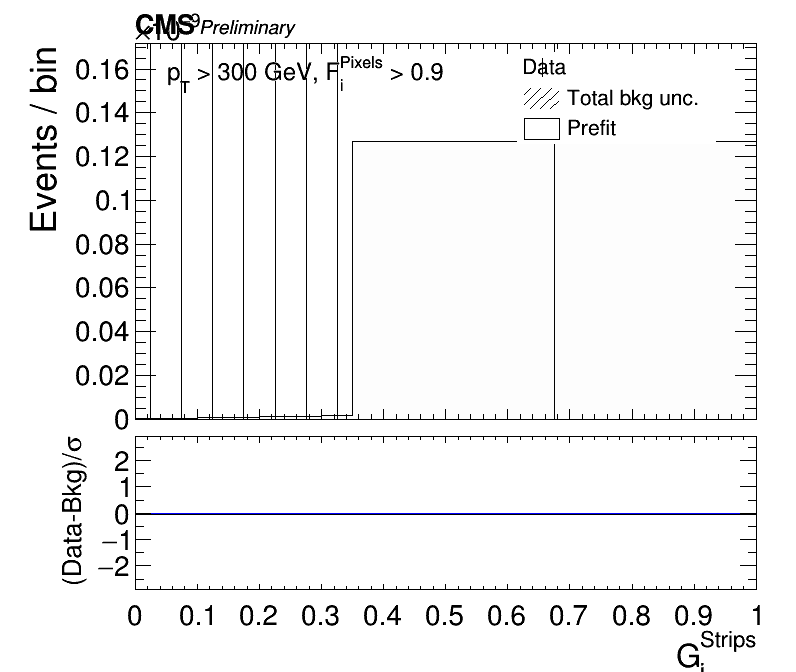 CMS Preliminary
×10^9
p_T > 300 GeV, F_i^Pixels > 0.9
Data
Total bkg unc.
Prefit
Events / bin
0.16
0.14
0.12
0.1
0.08
0.06
0.04
0.02
0
(Data-Bkg)/σ
2
1
0
−1
−2
0 0.1 0.2 0.3 0.4 0.5 0.6 0.7 0.8 0.9 1
G_i^Strips